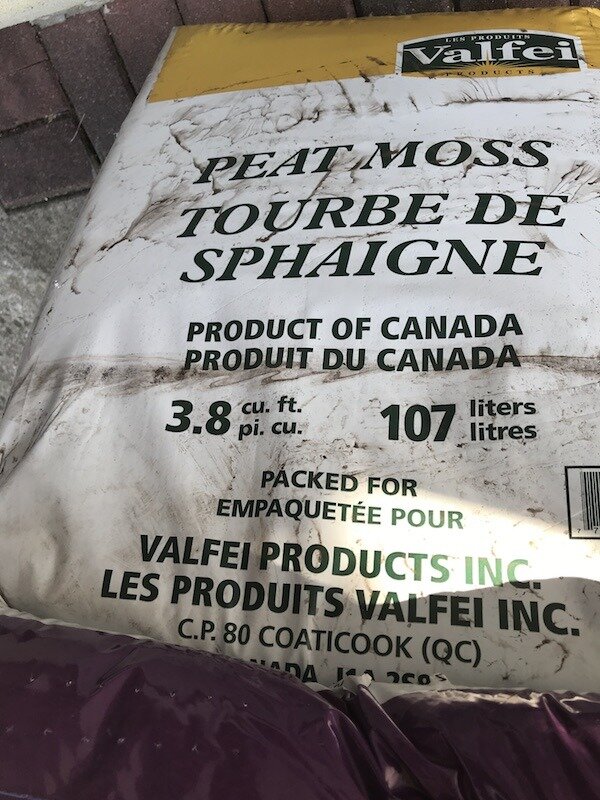 LES PRODUITS
Valfei
PRODUCTS
PEAT MOSS
TOURBE DE
SPHAIGNE
PRODUCT OF CANADA
PRODUIT DU CANADA
3.8 cu. ft. 107 liters
pi. cu. litres
PACKED FOR
EMPAQUETÉE POUR
VALFEI PRODUCTS INC.
LES PRODUITS VALFEI INC.
C.P. 80 COATICOOK (QC)